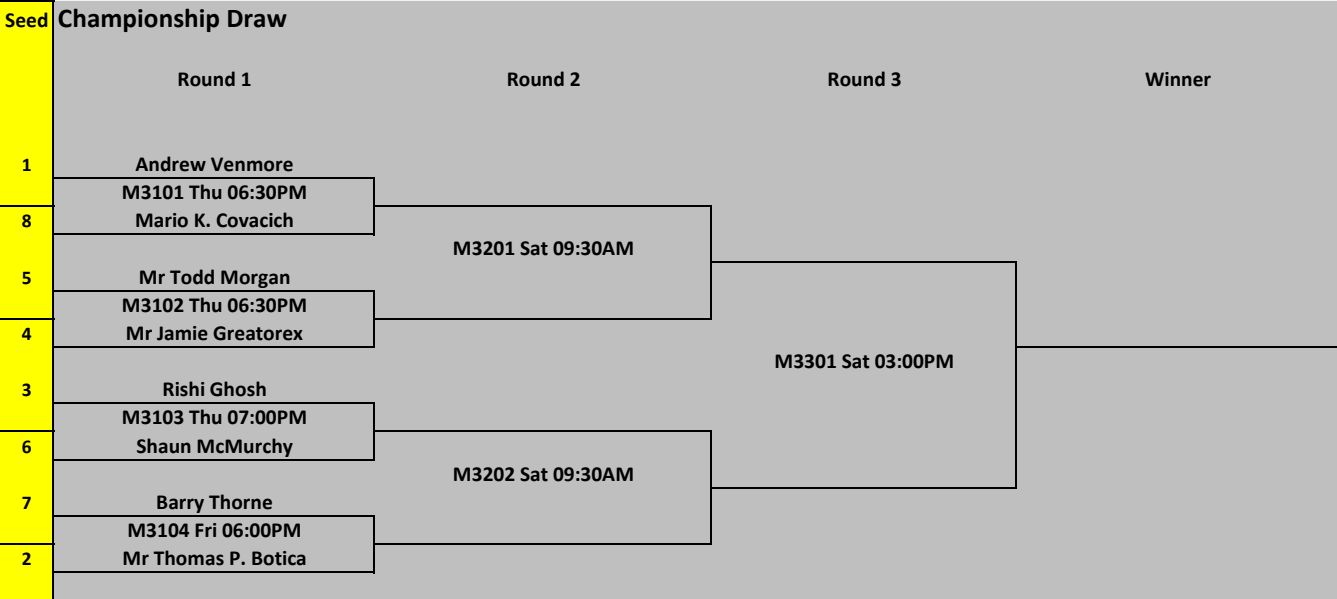 Seed Championship Draw
Round 1 Round 2 Round 3 Winner
1 Andrew Venmore
M3101 Thu 06:30PM
8 Mario K. Covacich
M3201 Sat 09:30AM
5 Mr Todd Morgan
M3102 Thu 06:30PM
4 Mr Jamie Greatorex
M3301 Sat 03:00PM
3 Rishi Ghosh
M3103 Thu 07:00PM
6 Shaun McMurchy
M3202 Sat 09:30AM
7 Barry Thorne
M3104 Fri 06:00PM
2 Mr Thomas P. Botica